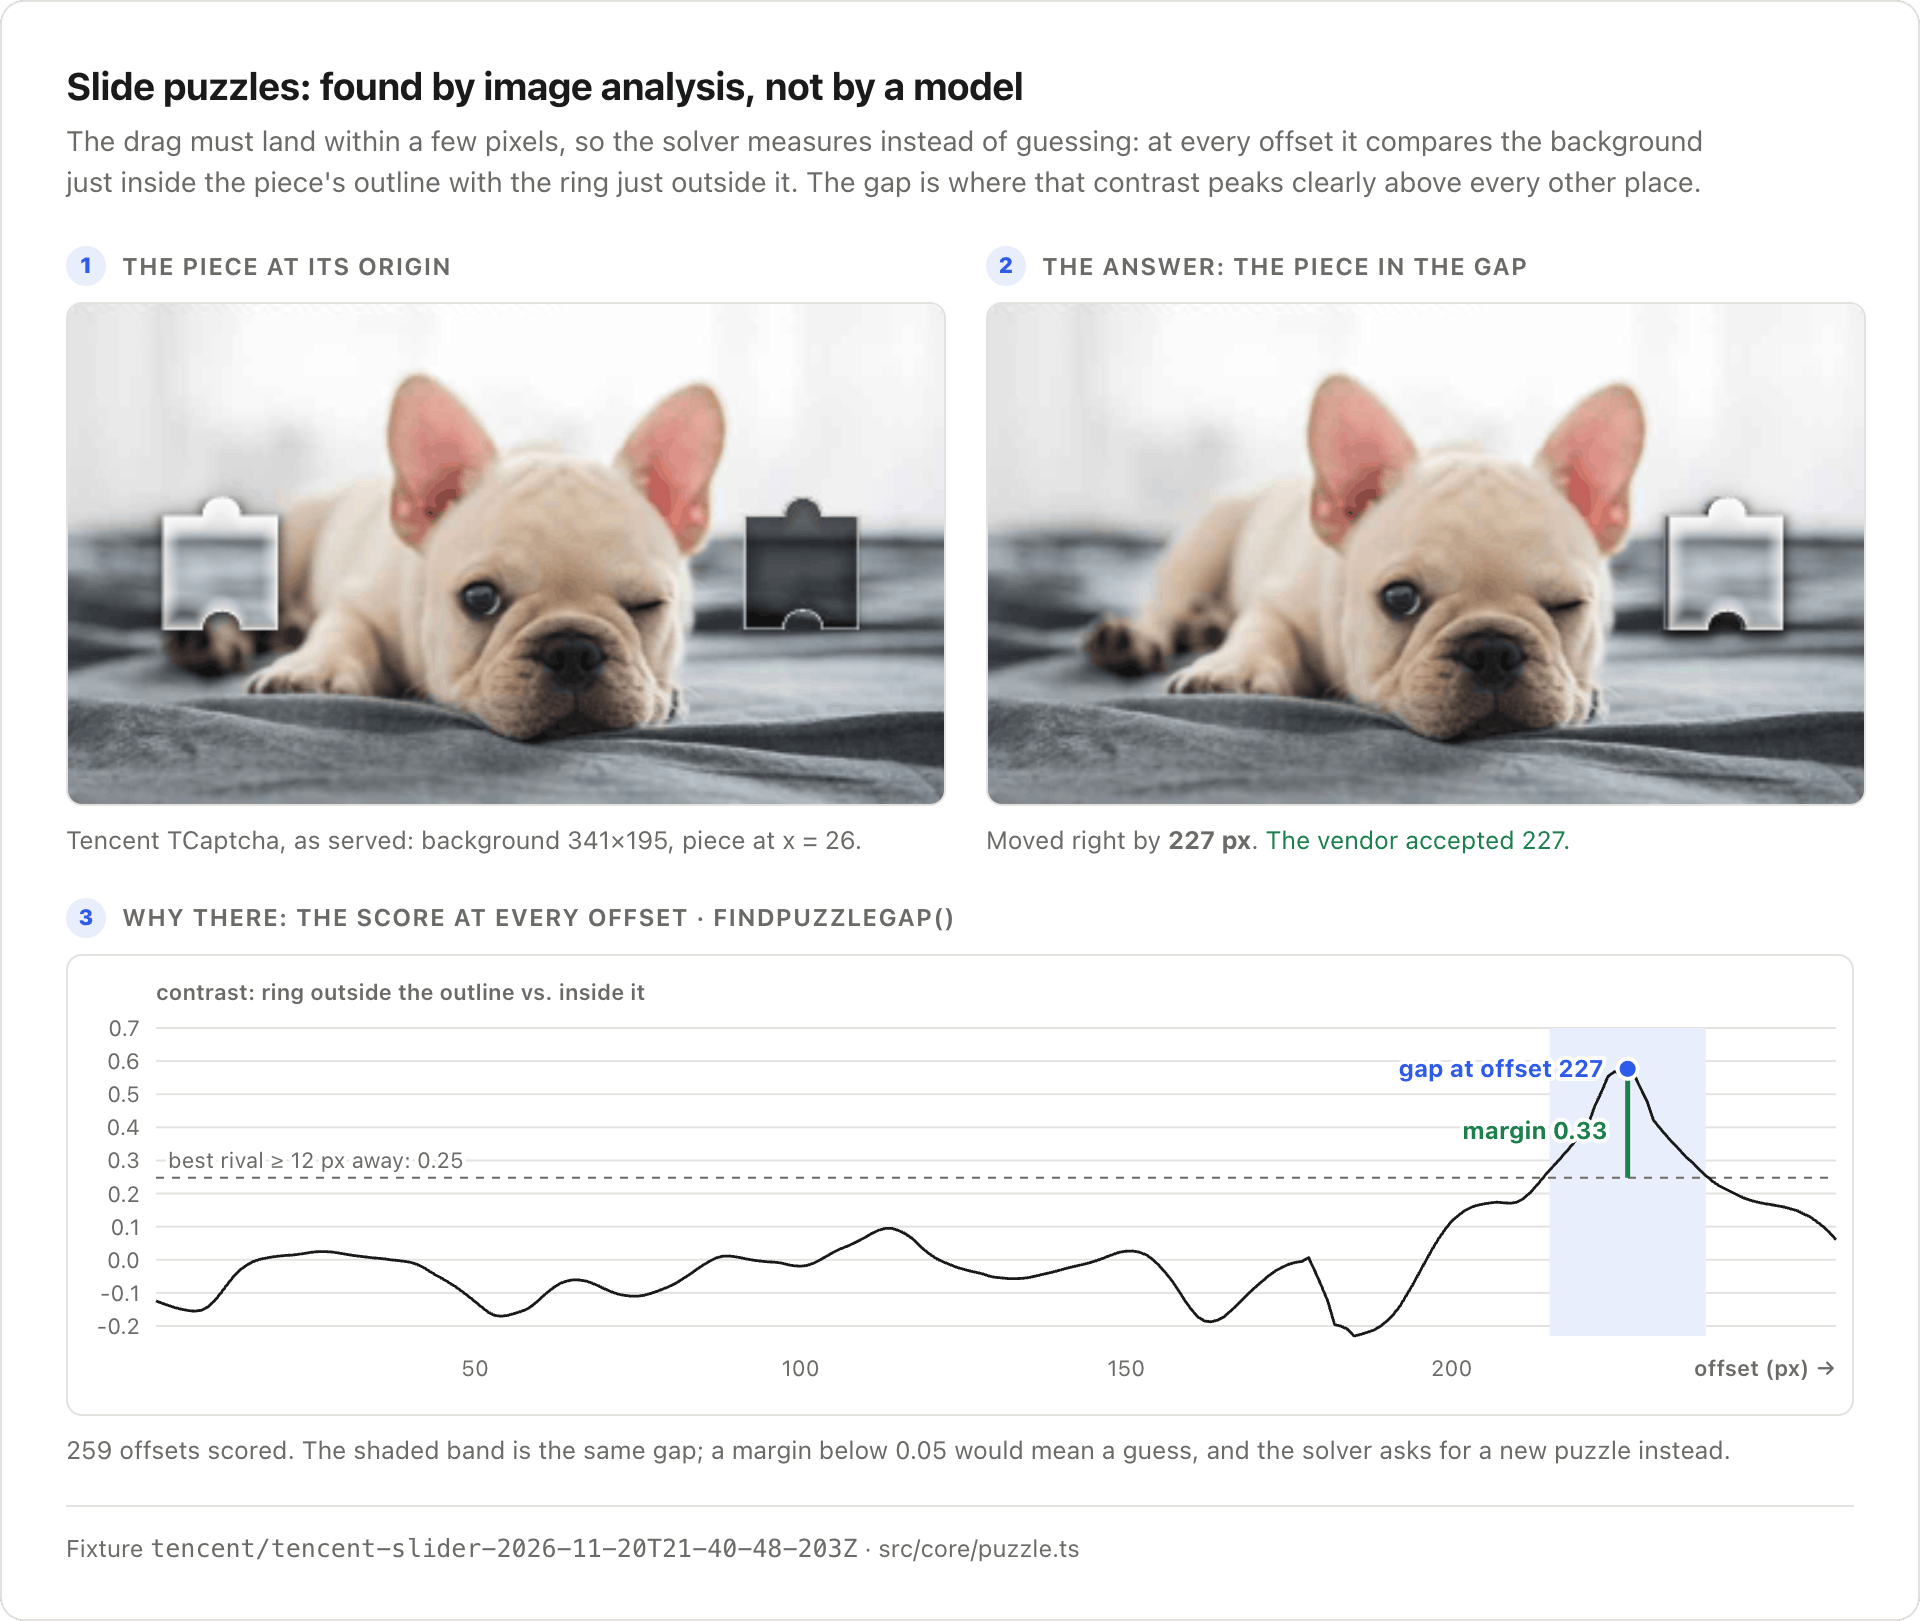 Slide puzzles: found by image analysis, not by a model
The drag must land within a few pixels, so the solver measures instead of guessing: at every offset it compares the background
just inside the piece's outline with the ring just outside it. The gap is where that contrast peaks clearly above every other place.
1 THE PIECE AT ITS ORIGIN
2 THE ANSWER: THE PIECE IN THE GAP
Tencent TCaptcha, as served: background 341×195, piece at x = 26.
Moved right by 227 px. The vendor accepted 227.
3 WHY THERE: THE SCORE AT EVERY OFFSET · FINDPUZZLEGAP()
contrast: ring outside the outline vs. inside it
0.7
0.6
gap at offset 227
0.5
0.4
margin 0.33
0.3
best rival ≥ 12 px away: 0.25
0.2
0.1
0.0
-0.1
-0.2
50 100 150 200 offset (px) →
259 offsets scored. The shaded band is the same gap; a margin below 0.05 would mean a guess, and the solver asks for a new puzzle instead.
Fixture tencent/tencent-slider-2026-11-20T21-40-48-203Z · src/core/puzzle.ts